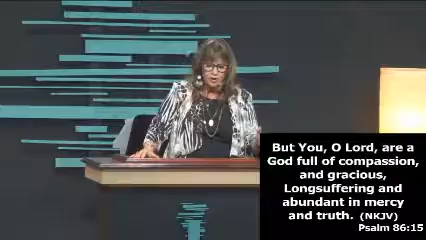 But You, O Lord, are a
God full of compassion,
and gracious,
Longsuffering and
abundant in mercy
and truth. (NKJV)
Psalm 86:15